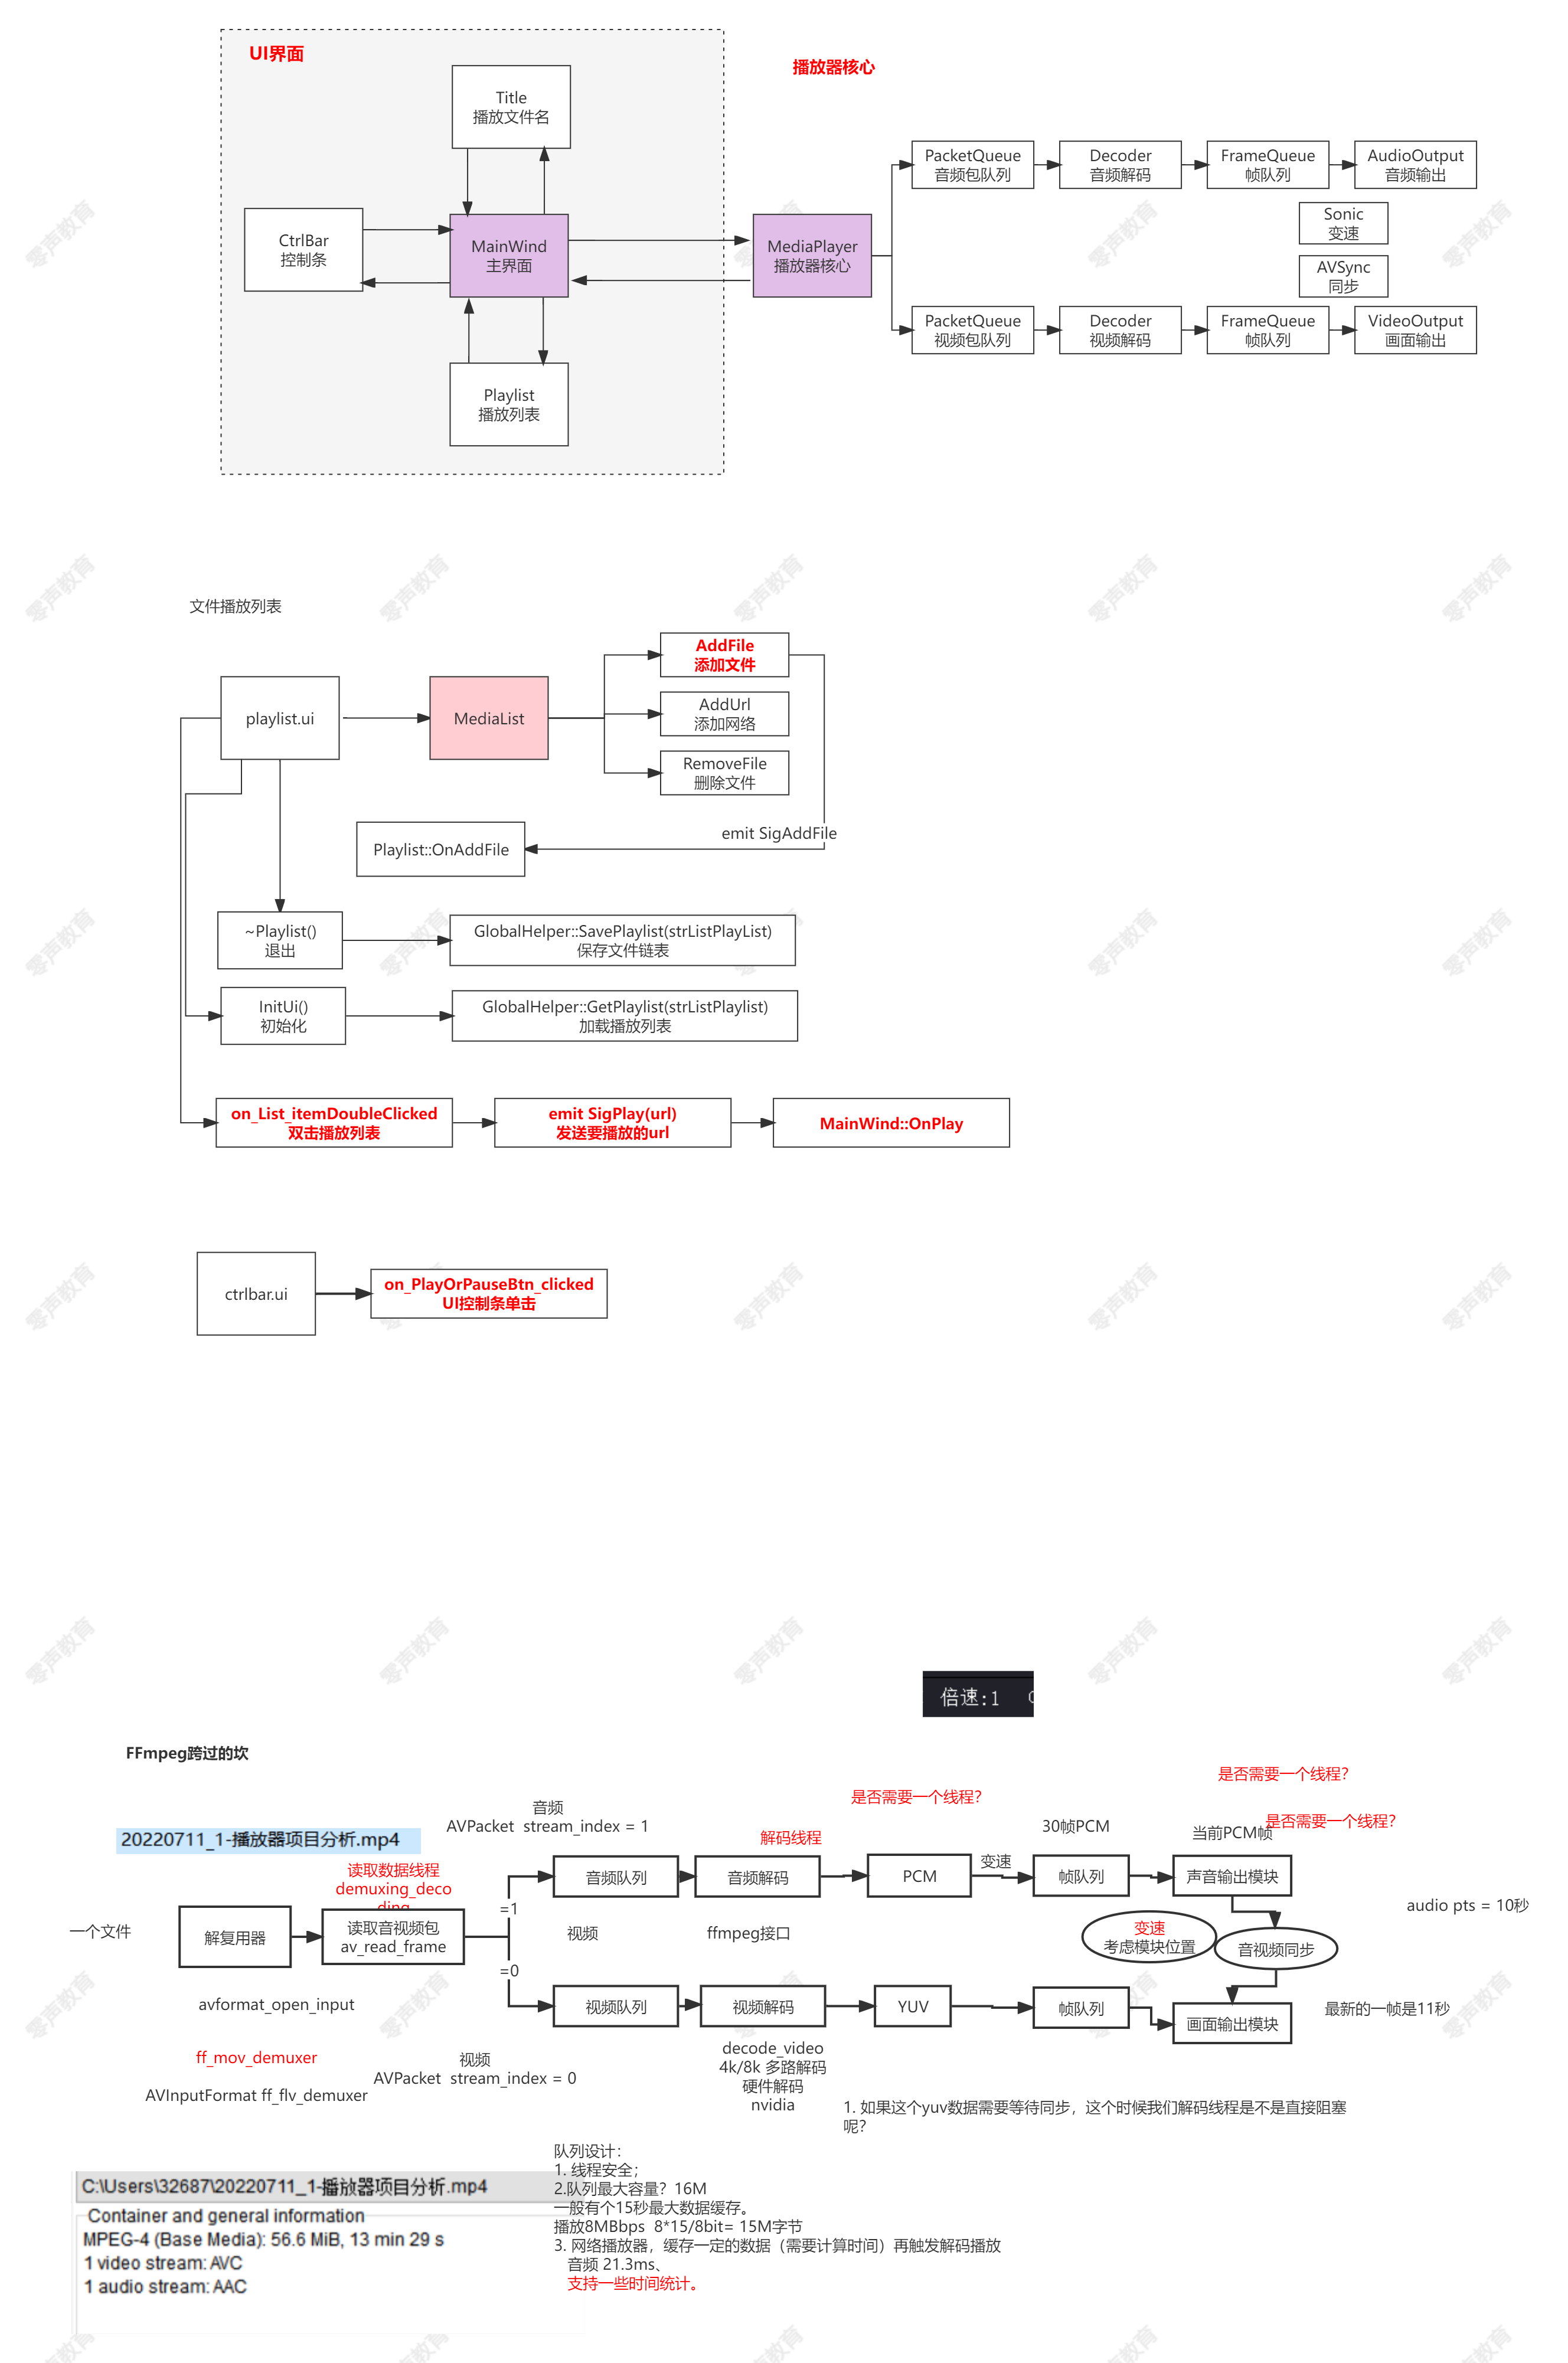 UI界面
播放器核心
Title
播放文件名
CtrlBar
控制条
MainWind
主界面
Playlist
播放列表
MediaPlayer
播放器核心
PacketQueue
音频包队列
Decoder
音频解码
FrameQueue
帧队列
AudioOutput
音频输出
Sonic
变速
AVSync
同步
PacketQueue
视频包队列
Decoder
视频解码
FrameQueue
帧队列
VideoOutput
画面输出
文件播放列表
playlist.ui
MediaList
AddFile
添加文件
AddUrl
添加网络
RemoveFile
删除文件
emit SigAddFile
Playlist::OnAddFile
~Playlist()
退出
GlobalHelper::SavePlaylist(strListPlayList)
保存文件链表
InitUi()
初始化
GlobalHelper::GetPlaylist(strListPlaylist)
加载播放列表
on_List_itemDoubleClicked
双击播放列表
emit SigPlay(url)
发送要播放的url
MainWind::OnPlay
ctrlbar.ui
on_PlayOrPauseBtn_clicked
UI控制条单击
倍速:1
FFmpeg跨过的坎
是否需要一个线程?
是否需要一个线程?
是否需要一个线程?
音频
AVPacket stream_index = 1
20220711_1-播放器项目分析.mp4
解码线程
30帧PCM
当前PCM帧
读取数据线程
demuxing_deco
ding
一个文件
解复用器
读取音视频包
av_read_frame
=1
=0
音频队列
音频解码
PCM
变速
帧队列
声音输出模块
audio pts = 10秒
视频
ffmpeg接口
变速
考虑模块位置
音视频同步
视频队列
视频解码
YUV
帧队列
画面输出模块
最新的一帧是11秒
avformat_open_input
ff_mov_demuxer
AVInputFormat ff_flv_demuxer
视频
AVPacket stream_index = 0
decode_video
4k/8k 多路解码
硬件解码
nvidia
1. 如果这个yuv数据需要等待同步，这个时候我们解码线程是不是直接阻塞
呢?
队列设计：
1. 线程安全；
2.队列最大容量？16M
一般有个15秒最大数据缓存。
播放8MBbps 8*15/8bit= 15M字节
3. 网络播放器，缓存一定的数据（需要计算时间）再触发解码播放
音频 21.3ms、
支持一些时间统计。
C:\Users\32687\20220711_1-播放器项目分析.mp4
Container and general information
MPEG-4 (Base Media): 56.6 MiB, 13 min 29 s
1 video stream: AVC
1 audio stream: AAC
零声教育